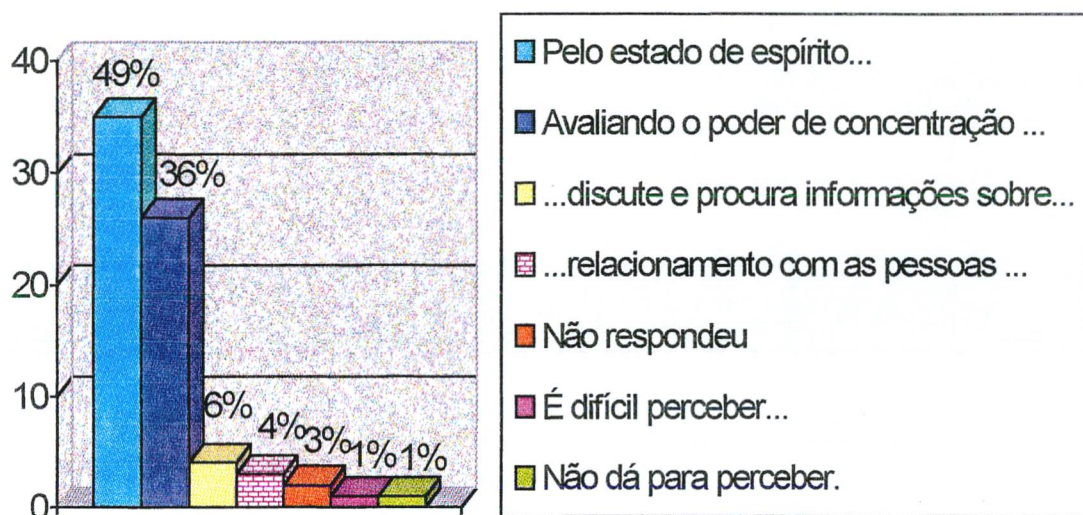 40
30
20
10
0
49%
36%
6%
4%
3%
1%
1%
Pelo estado de espírito...
Avaliando o poder de concentração ...
...discute e procura informações sobre...
...relacionamento com as pessoas ...
Não respondeu
É difícil perceber...
Não dá para perceber.